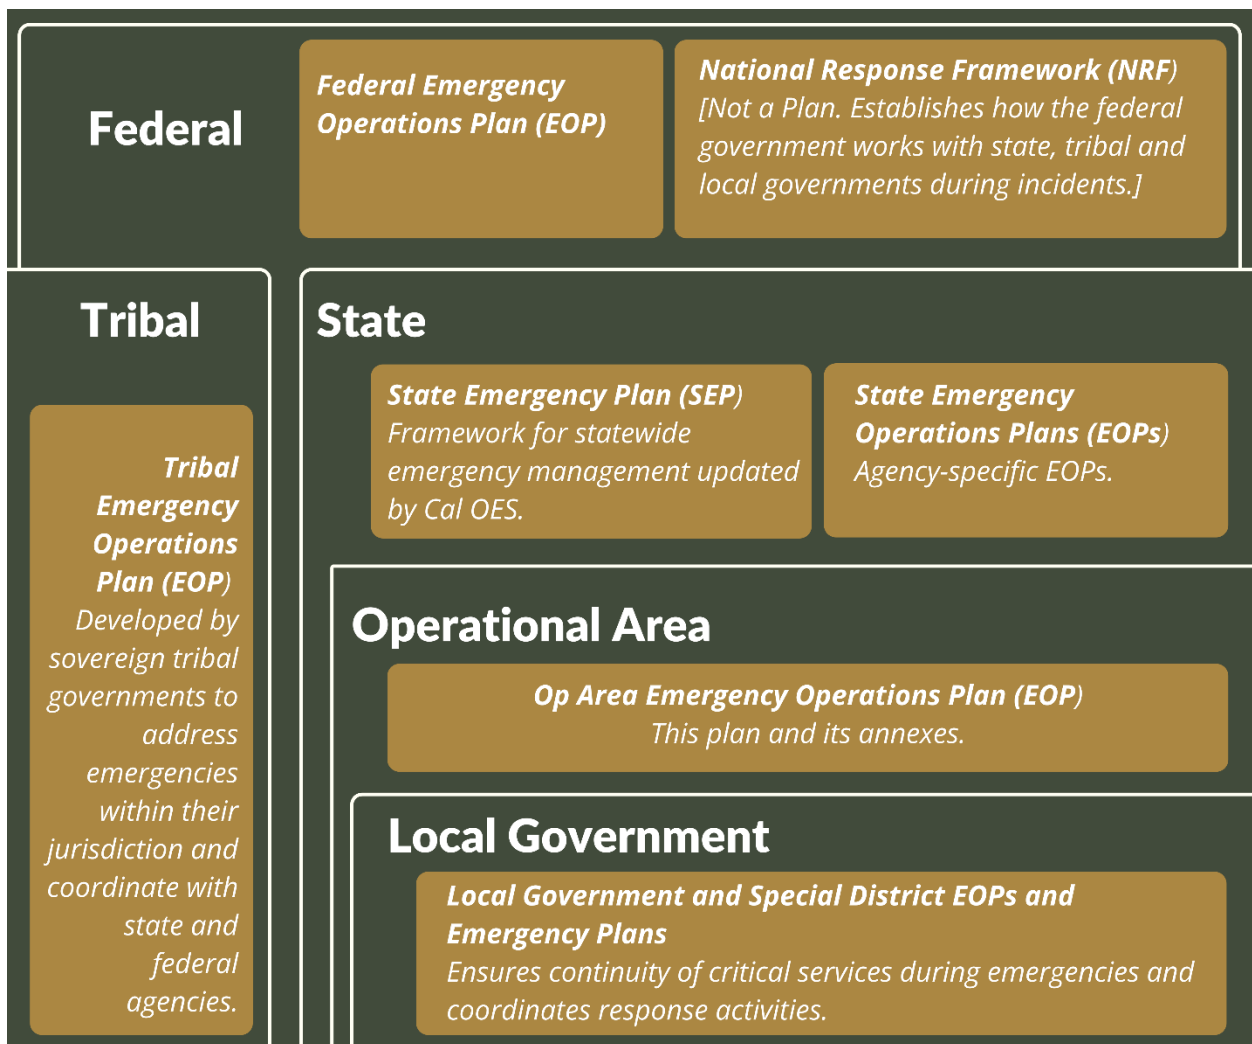 Federal
Federal Emergency
Operations Plan (EOP)
National Response Framework (NRF)
[Not a Plan. Establishes how the federal
government works with state, tribal and
local governments during incidents.]
Tribal
Tribal
Emergency
Operations
Plan (EOP)
Developed by
sovereign tribal
governments to
address
emergencies
within their
jurisdiction and
coordinate with
state and
federal
agencies.
State
State Emergency Plan (SEP)
Framework for statewide
emergency management updated
by Cal OES.
State Emergency
Operations Plans (EOPs)
Agency-specific EOPs.
Operational Area
Op Area Emergency Operations Plan (EOP)
This plan and its annexes.
Local Government
Local Government and Special District EOPs and
Emergency Plans
Ensures continuity of critical services during emergencies and
coordinates response activities.